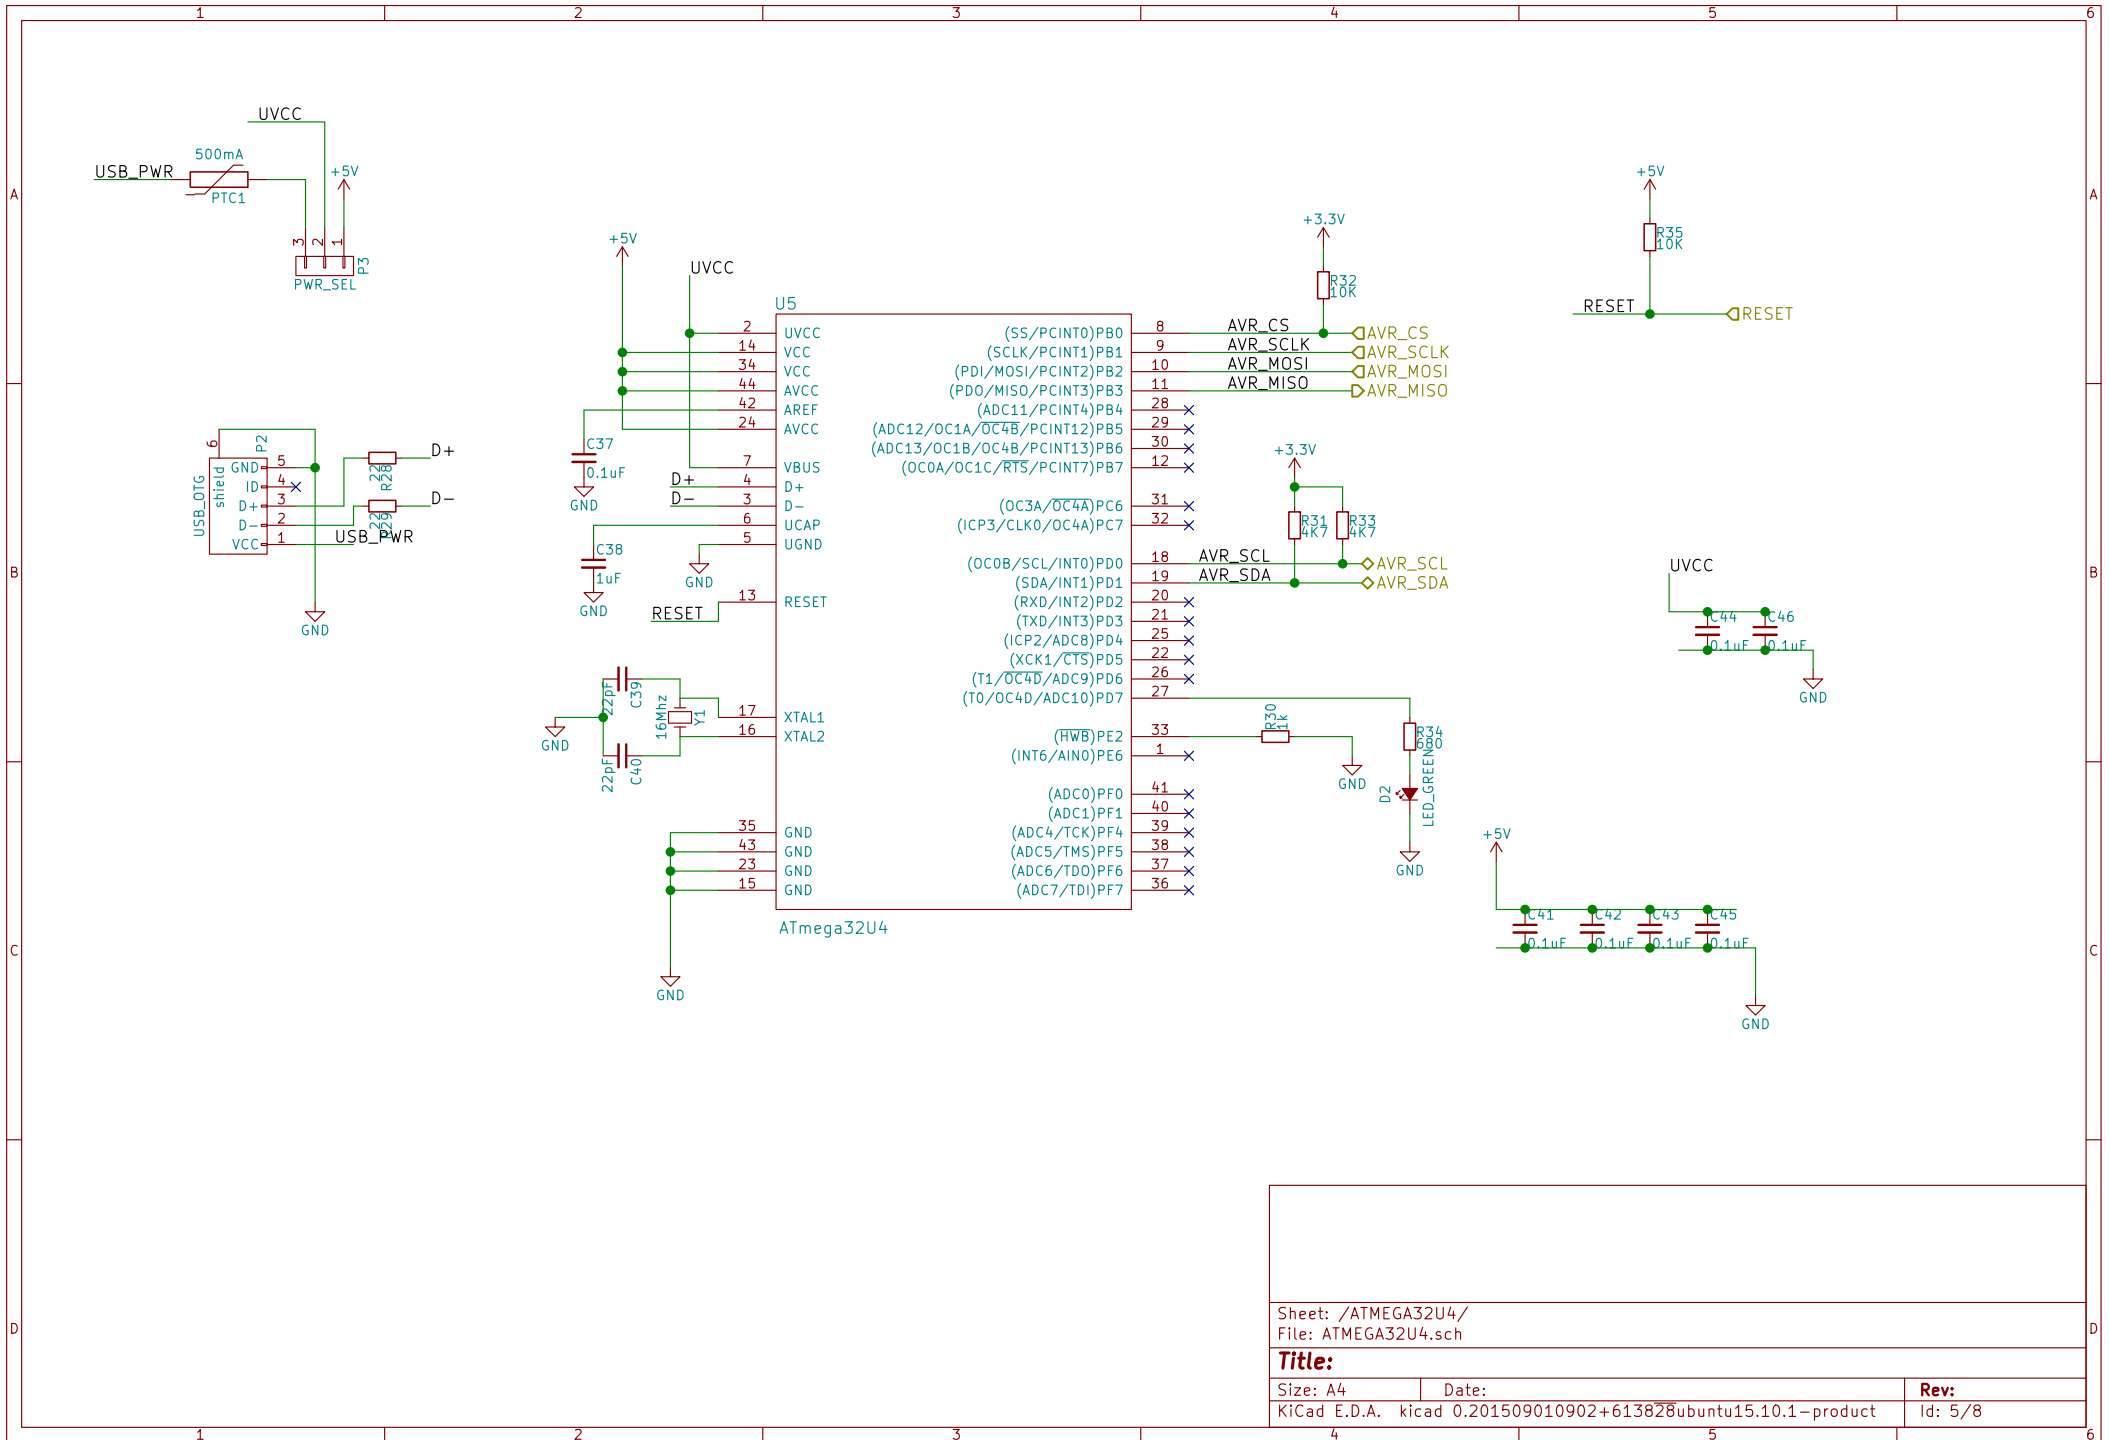 1 2 3 4 5 6
A
B
C
D
UVCC
500mA
USB_PWR
PTC1
+5V
3 2 1
P3
PWR_SEL
USB_OTG
shield
6
P2
GND 5
ID 4
D+ 3
D- 2
VCC 1
22
R28
D+
22
R29
D-
USB_PWR
GND
+5V
UVCC
U5
2 UVCC
14 VCC
34 VCC
44 AVCC
42 AREF
24 AVCC
7 VBUS
D+ 4 D+
D- 3 D-
6 UCAP
5 UGND
RESET 13 RESET
17 XTAL1
16 XTAL2
35 GND
43 GND
23 GND
15 GND
C37
0.1uF
GND
C38
1uF
GND
GND
22pF
C39
16Mhz
Y1
22pF
C40
GND
GND
ATmega32U4
(SS/PCINT0)PB0 8 AVR_CS AVR_CS
(SCLK/PCINT1)PB1 9 AVR_SCLK AVR_SCLK
(PDI/MOSI/PCINT2)PB2 10 AVR_MOSI AVR_MOSI
(PDO/MISO/PCINT3)PB3 11 AVR_MISO AVR_MISO
(ADC11/PCINT4)PB4 28
(ADC12/OC1A/OC4B/PCINT12)PB5 29
(ADC13/OC1B/OC4B/PCINT13)PB6 30
(OC0A/OC1C/RTS/PCINT7)PB7 12
(OC3A/OC4A)PC6 31
(ICP3/CLK0/OC4A)PC7 32
(OC0B/SCL/INT0)PD0 18 AVR_SCL AVR_SCL
(SDA/INT1)PD1 19 AVR_SDA AVR_SDA
(RXD/INT2)PD2 20
(TXD/INT3)PD3 21
(ICP2/ADC8)PD4 25
(XCK1/CTS)PD5 22
(T1/OC4D/ADC9)PD6 26
(T0/OC4D/ADC10)PD7 27
(HWB)PE2 33
(INT6/AIN0)PE6 1
(ADC0)PF0 41
(ADC1)PF1 40
(ADC4/TCK)PF4 39
(ADC5/TMS)PF5 38
(ADC6/TDO)PF6 37
(ADC7/TDI)PF7 36
+3.3V
R32
10K
+3.3V
R31
4K7
R33
4K7
R30
1k
GND
R34
680
D2
LED_GREEN
GND
+5V
R35
10K
RESET RESET
UVCC
C44
0.1uF
C46
0.1uF
GND
+5V
C41
0.1uF
C42
0.1uF
C43
0.1uF
C45
0.1uF
GND
A
B
C
D
Sheet: /ATMEGA32U4/
File: ATMEGA32U4.sch
Title:
Size: A4 Date: Rev:
KiCad E.D.A. kicad 0.201509010902+613828ubuntu15.10.1-product Id: 5/8
1 2 3 4 5 6